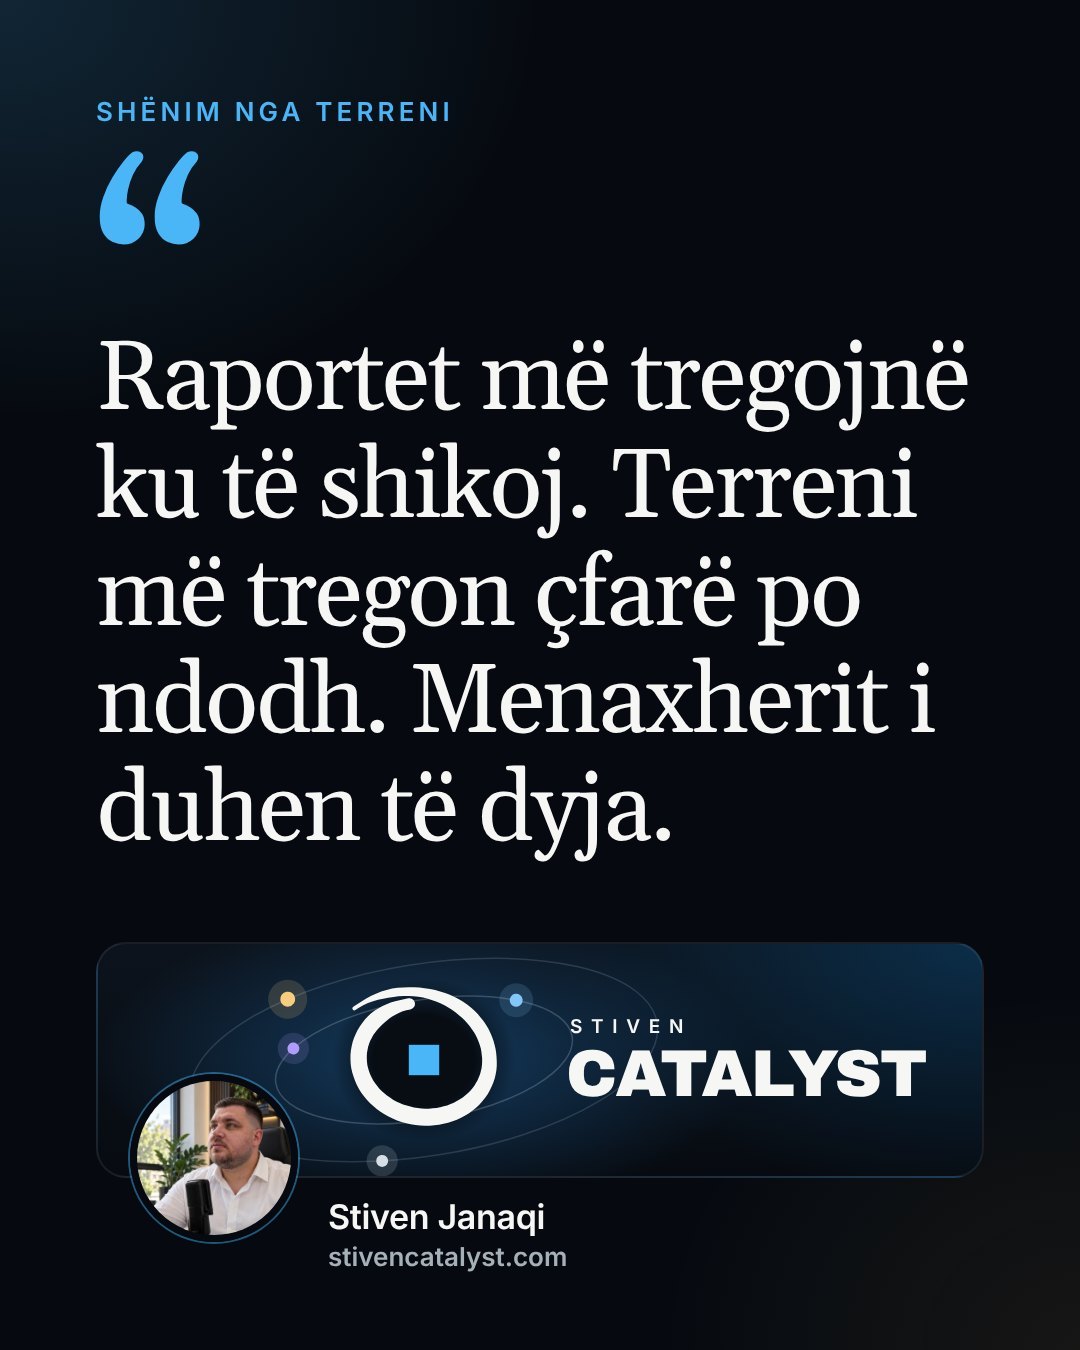 SHËNIM NGA TERRENI
“
Raportet më tregojnë
ku të shikoj. Terreni
më tregon çfarë po
ndodh. Menaxherit i
duhen të dyja.
STIVEN
CATALYST
Stiven Janaqi
stivencatalyst.com